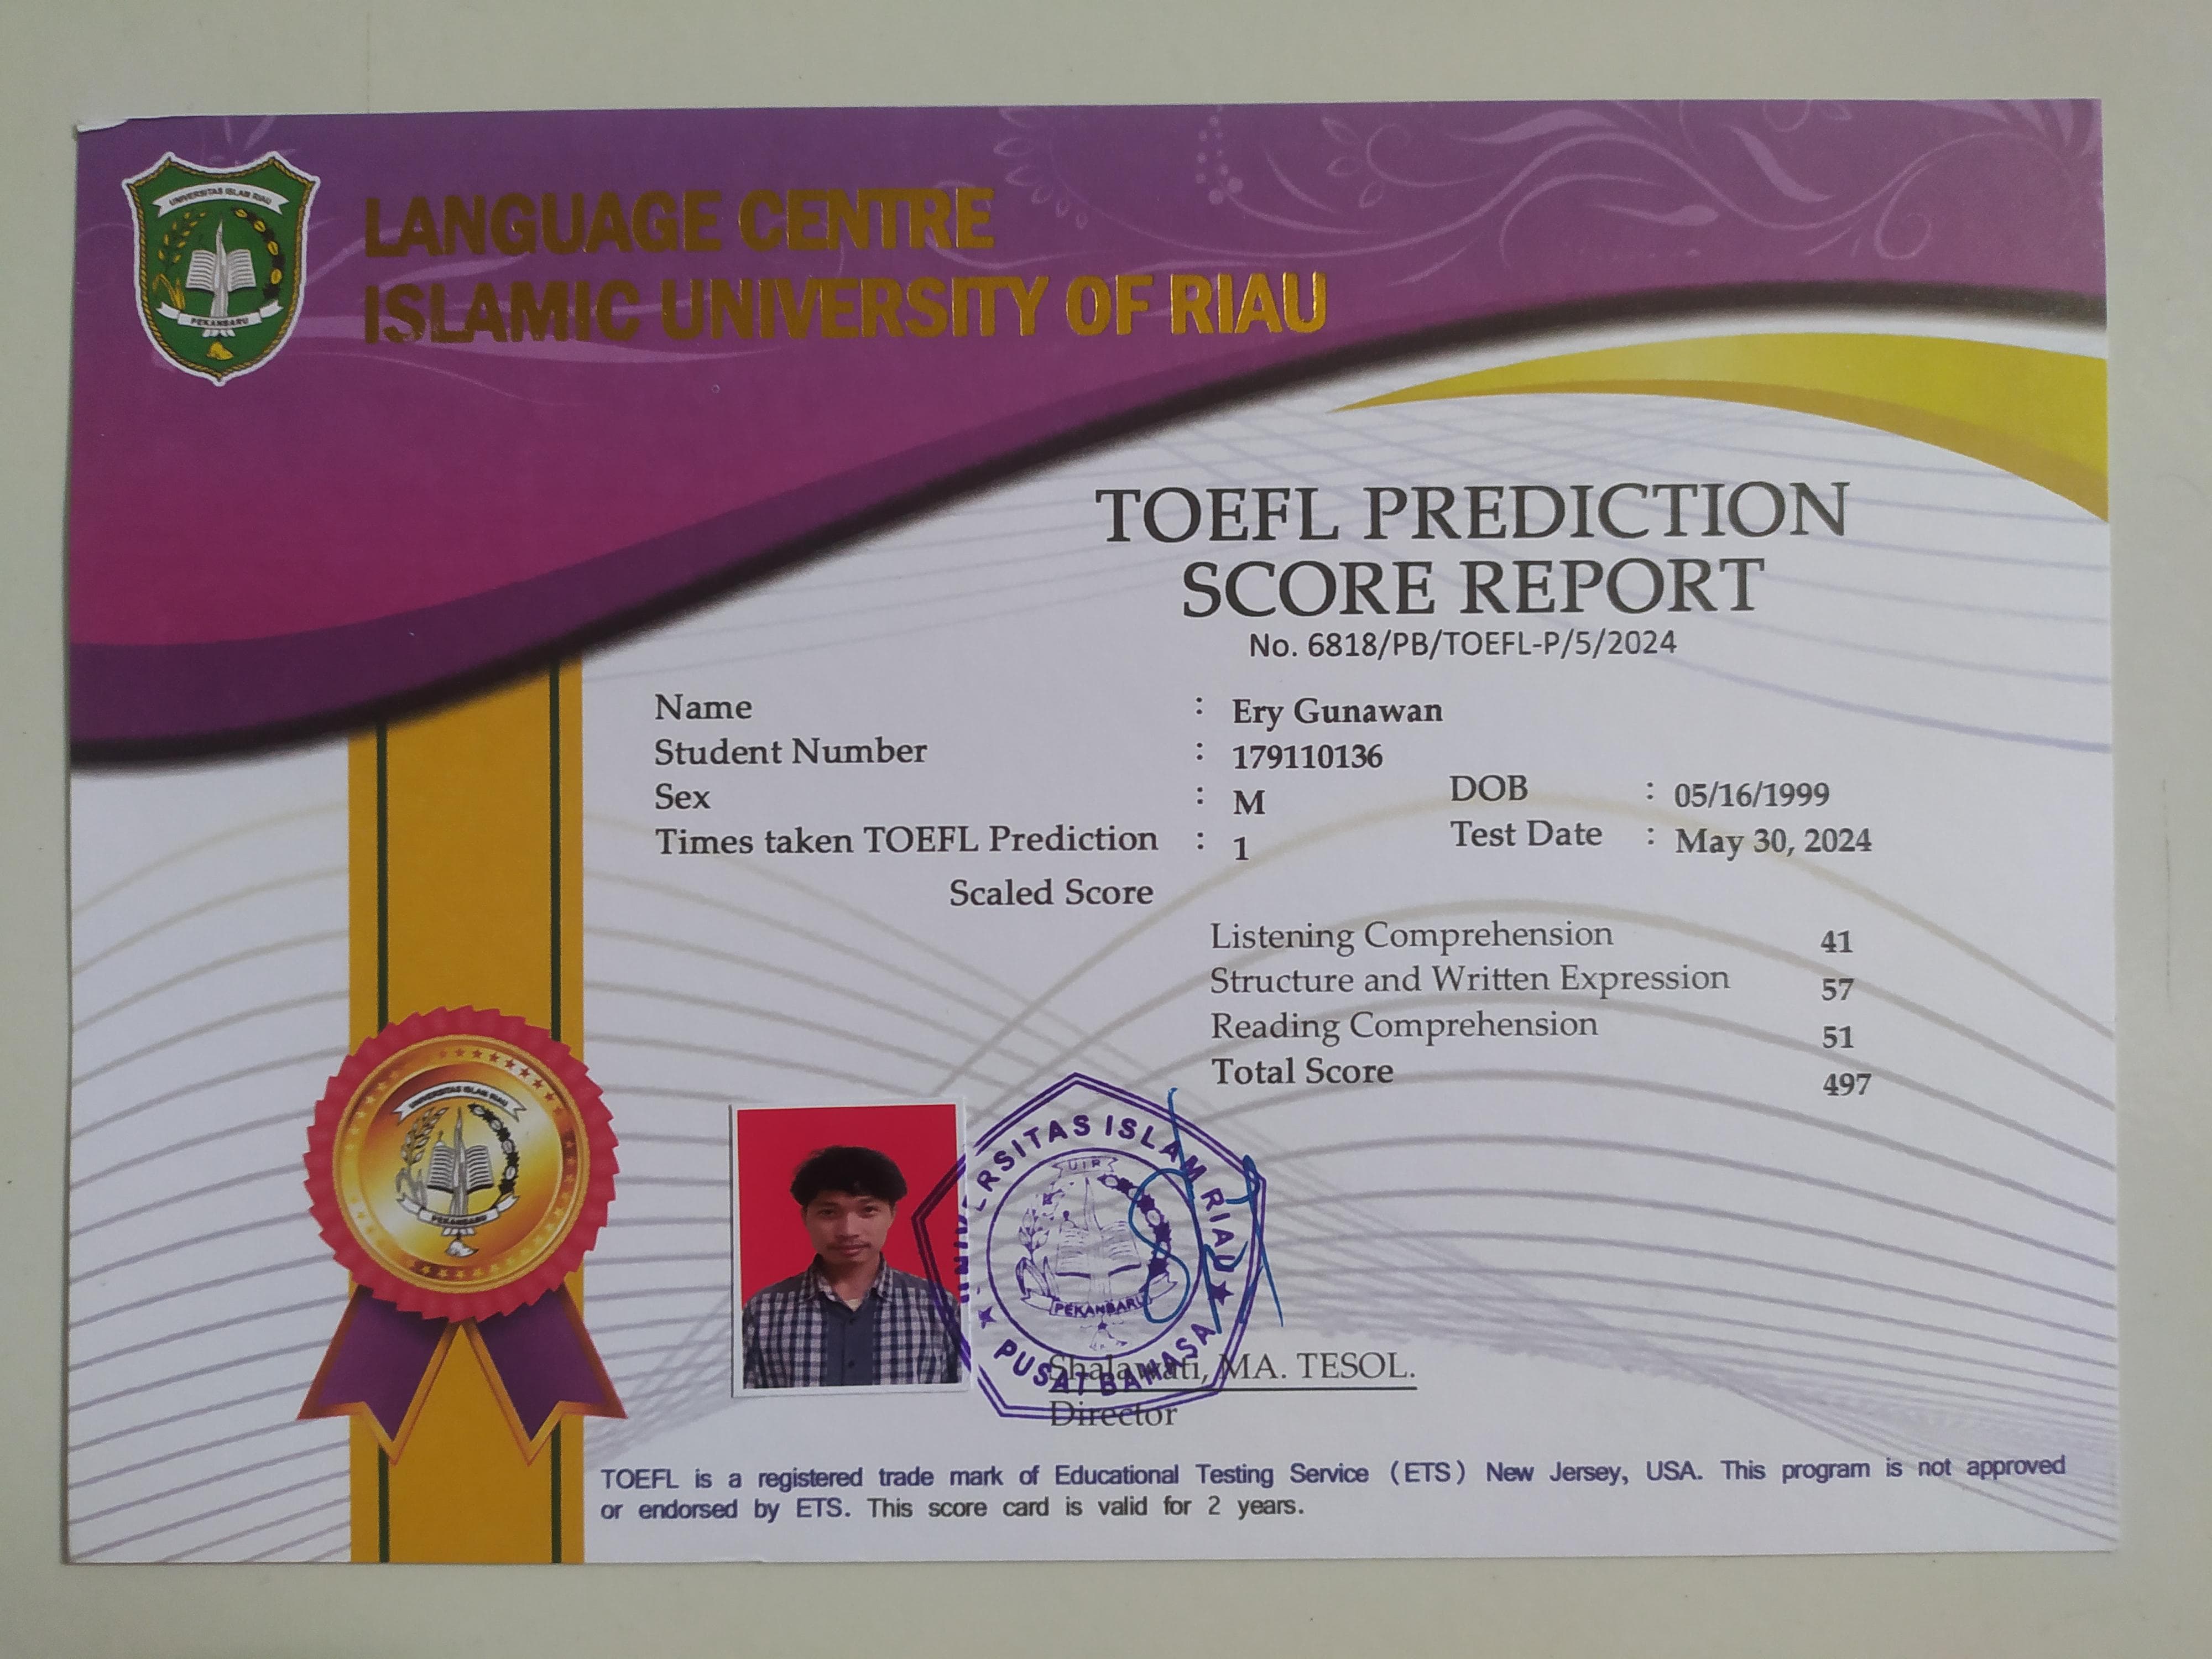 UNIVERSITAS ISLAM RIAU
PEKANBARU
LANGUAGE CENTRE
ISLAMIC UNIVERSITY OF RIAU
TOEFL PREDICTION
SCORE REPORT
No. 6818/PB/TOEFL-P/5/2024
Name : Ery Gunawan
Student Number : 179110136
Sex : M DOB : 05/16/1999
Times taken TOEFL Prediction : 1 Test Date : May 30, 2024
Scaled Score
Listening Comprehension 41
Structure and Written Expression 57
Reading Comprehension 51
Total Score 497
UNIVERSITAS ISLAM RIAU
PEKANBARU
UNIVERSITAS ISLAM RIAU
UIR
PEKANBARU
PUSAT BAHASA
Shalawati, MA. TESOL.
Director
TOEFL is a registered trade mark of Educational Testing Service (ETS) New Jersey, USA. This program is not approved
or endorsed by ETS. This score card is valid for 2 years.